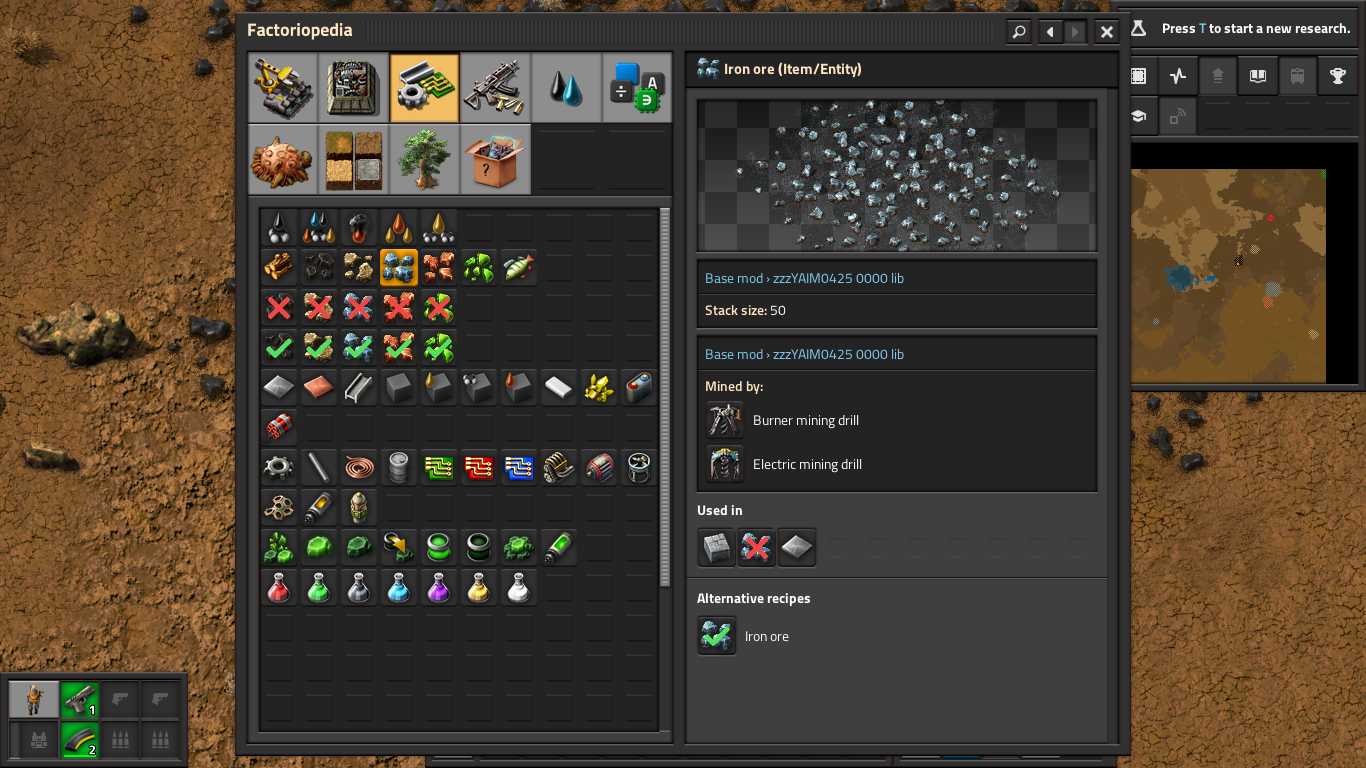 Factoriopedia
Press T to start a new research.
Iron ore (Item/Entity)
A
?
Base mod › zzzYAIM0425 0000 lib
Stack size: 50
Base mod › zzzYAIM0425 0000 lib
Mined by:
Burner mining drill
Electric mining drill
Used in
Alternative recipes
Iron ore
1
2